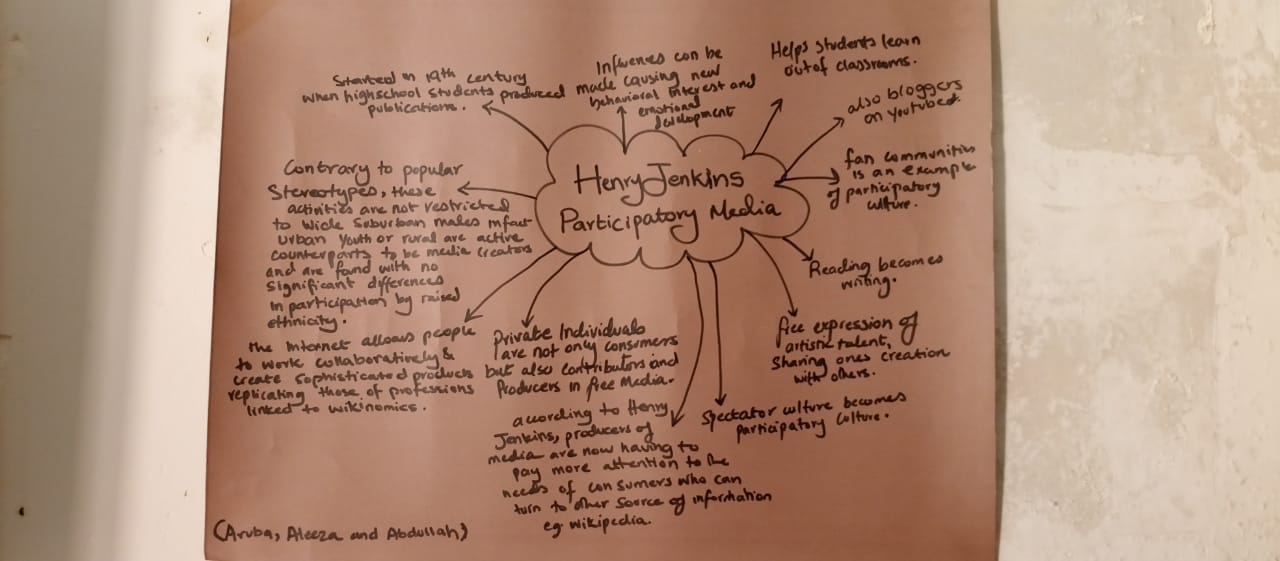 Henry Jenkins
Participatory Media
Started in 19th century
when highschool students produced
publications.
Influences can be
made causing new
behavioral interest and
emotional
development
Helps students learn
out of classrooms.
also bloggers
on youtubed.
fan communities
is an example
of participatory
culture.
Reading becomes
writing.
free expression of
artistic talent,
Sharing ones creation
with others.
Spectator culture becomes
participatory culture.
according to Henry
Jenkins, producers of
media are now having to
pay more attention to the
needs of consumers who can
turn to other source of information
eg. wikipedia.
Private Individuals
are not only consumers
but also contributors and
Producers in free Media.
the Internet allows people
to work collaboratively &
create sophisticated products
replicating those of professions
linked to wikinomics.
Contrary to popular
Stereotypes, these
activities are not restricted
to wide suburban males infact
urban youth or rural are active
counterparts to be media creators
and are found with no
significant differences
in participation by raised
ethnicity.
(Aruba, Aleeza and Abdullah)